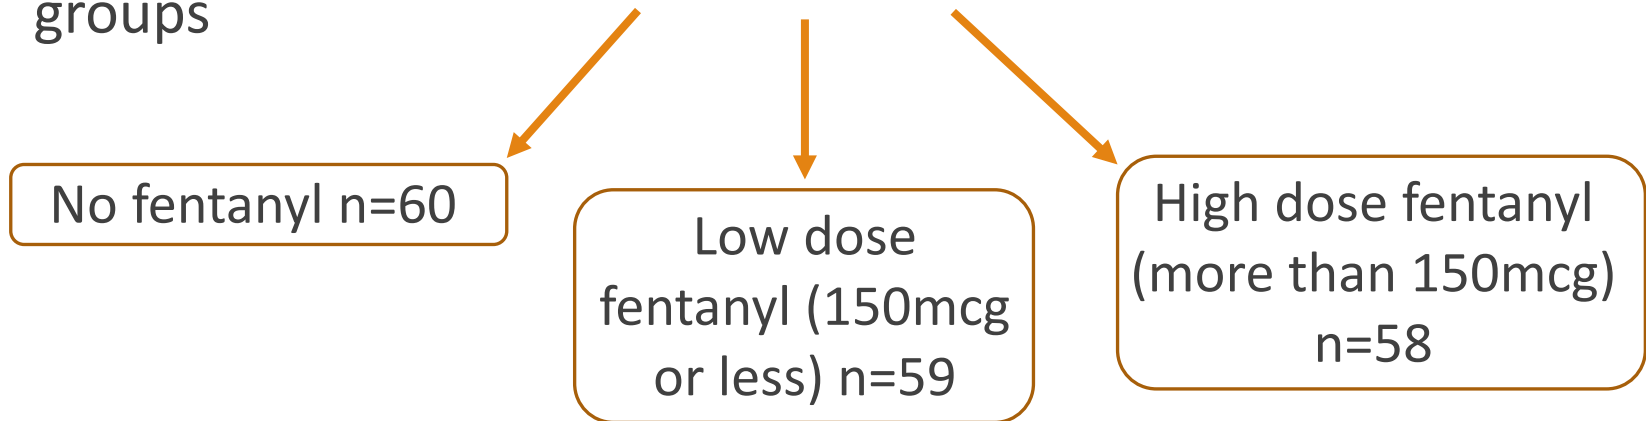 groups
No fentanyl n=60
Low dose
fentanyl (150mcg
or less) n=59
High dose fentanyl
(more than 150mcg)
n=58